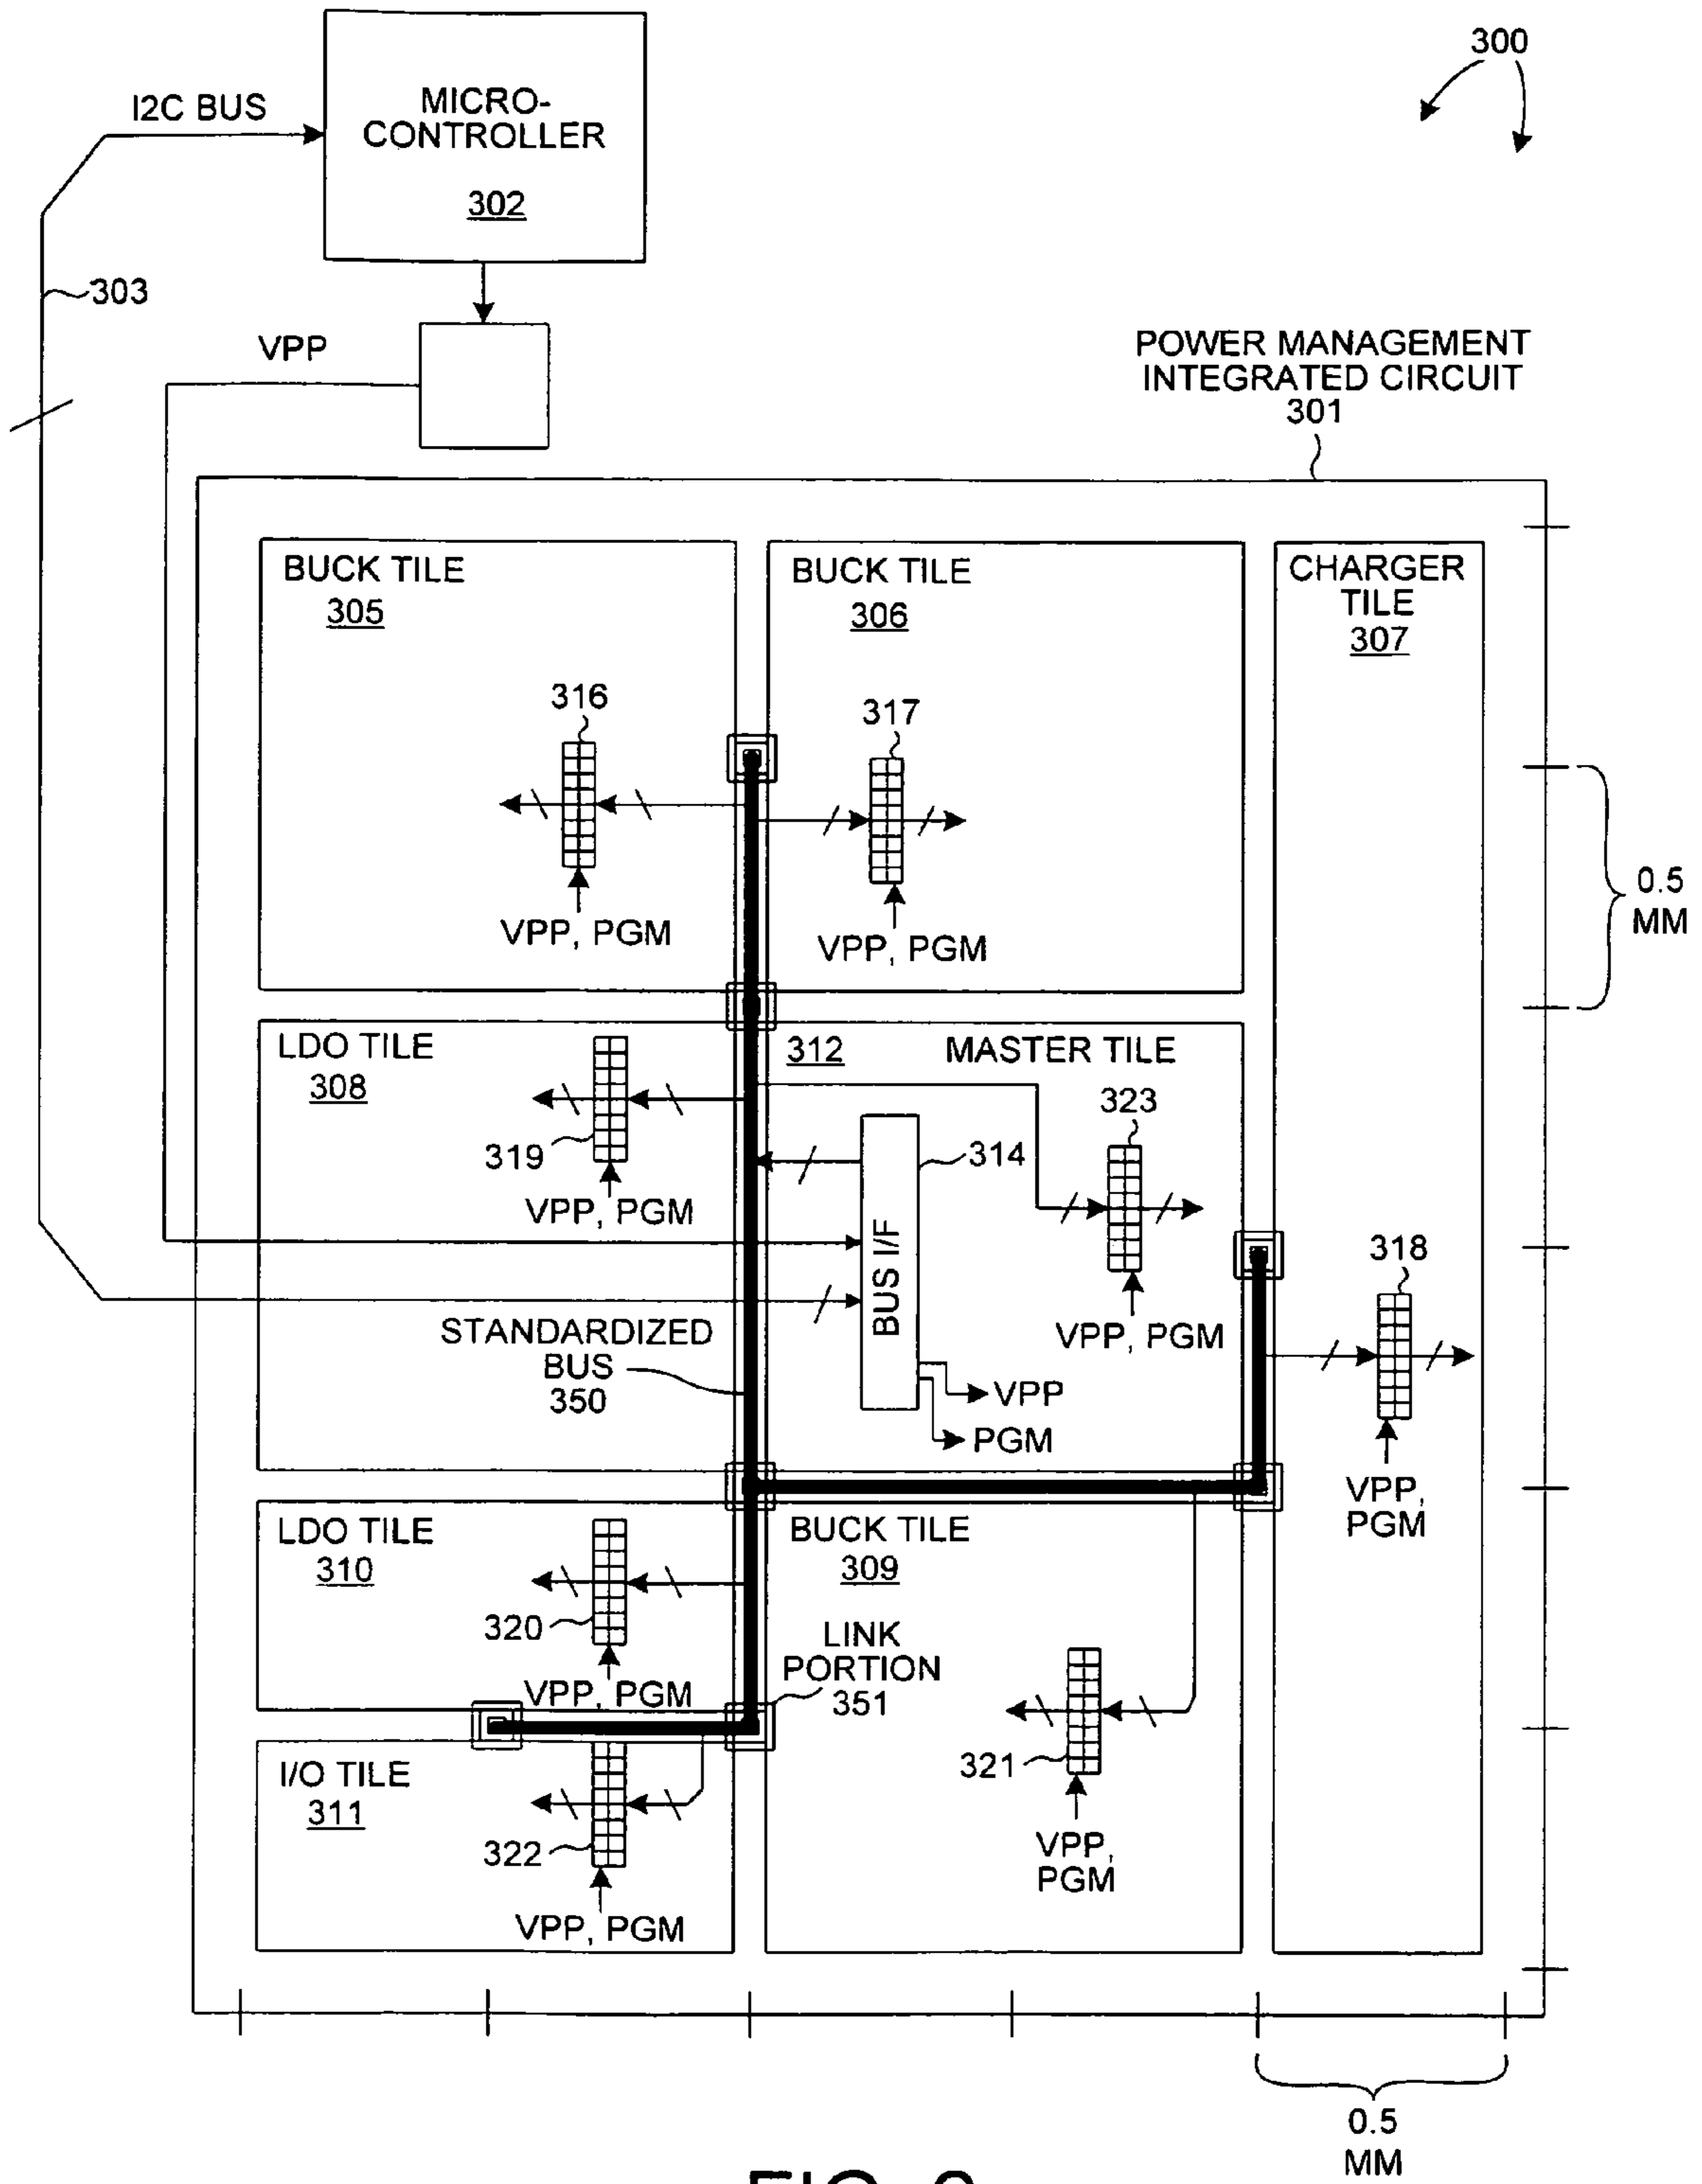 300
I2C BUS
MICRO-
CONTROLLER
302
303
VPP
POWER MANAGEMENT
INTEGRATED CIRCUIT
301
BUCK TILE
305
BUCK TILE
306
CHARGER
TILE
307
316
317
VPP, PGM
VPP, PGM
0.5
MM
LDO TILE
308
312
MASTER TILE
323
319
314
VPP, PGM
BUS I/F
318
VPP, PGM
STANDARDIZED
BUS
350
VPP
PGM
VPP,
PGM
LDO TILE
310
BUCK TILE
309
320
LINK
PORTION
351
VPP, PGM
321
I/O TILE
311
322
VPP,
PGM
VPP, PGM
0.5
MM